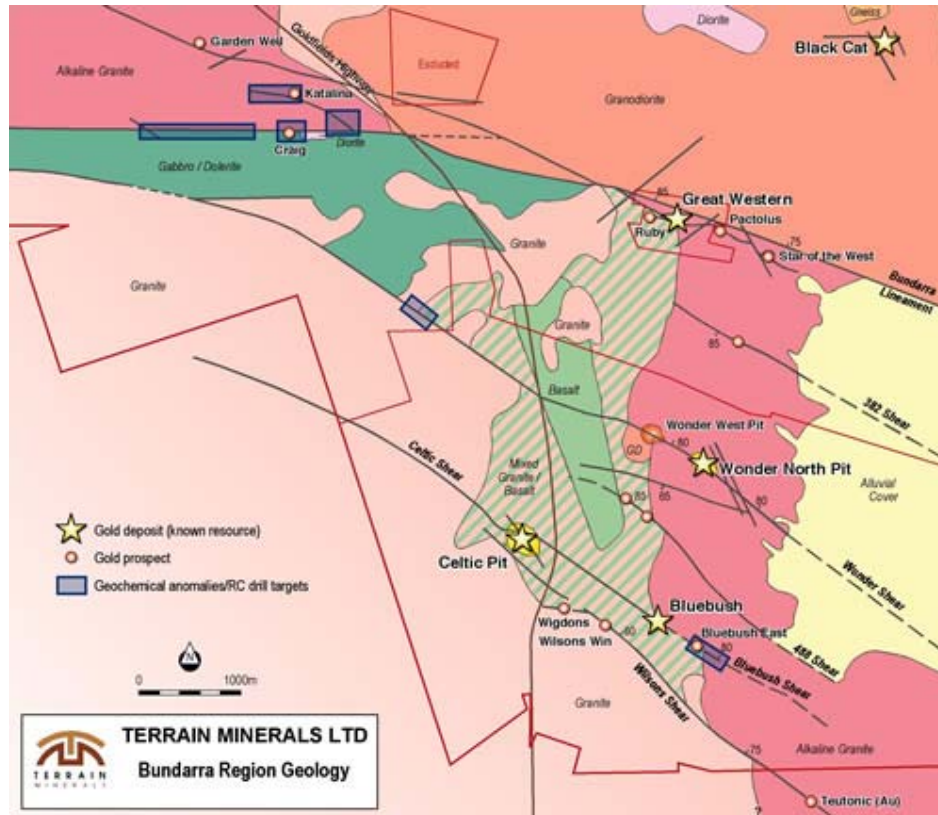 Diorite
Gneiss
Black Cat
Garden Well
Goldfields Highway
Excluded
Alkaline Granite
Katalina
Granodiorite
Craig
Diorite
Gabbro / Dolerite
85
Great Western
Ruby
Pactolus
Granite
75
Star of the West
Granite
Bundarra
Lineament
Granite
85
Basalt
382 Shear
Wonder West Pit
Celtic Shear
GD
80
Wonder North Pit
Mixed
Granite /
Basalt
80
65
80
Alluvial
Cover
Gold deposit (known resource)
Gold prospect
Celtic Pit
Wonder Shear
Geochemical anomalies/RC drill targets
Bluebush
Wigdons
80
Bluebush East
Wilsons Win
80
488 Shear
N
Bluebush Shear
0
1000m
Wilsons Shear
Granite
TERRAIN MINERALS LTD
75
Alkaline Granite
Bundarra Region Geology
TERRAIN
MINERALS
?
Teutonic (Au)